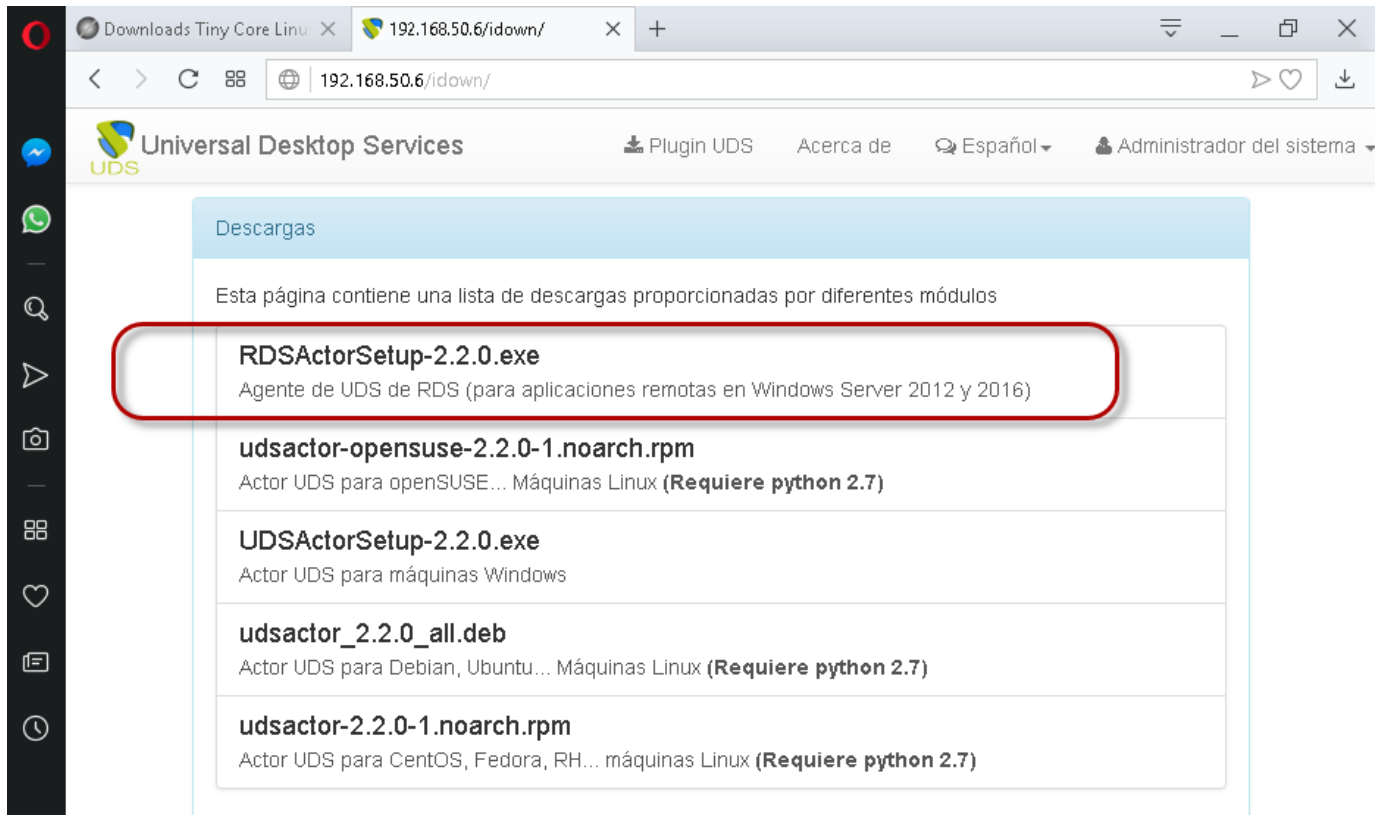 Downloads Tiny Core Linu
192.168.50.6/idown/
192.168.50.6/idown/
UDS
Universal Desktop Services
Plugin UDS
Acerca de
Español
Administrador del sistema
Descargas
Esta página contiene una lista de descargas proporcionadas por diferentes módulos
RDSActorSetup-2.2.0.exe
Agente de UDS de RDS (para aplicaciones remotas en Windows Server 2012 y 2016)
udsactor-opensuse-2.2.0-1.noarch.rpm
Actor UDS para openSUSE... Máquinas Linux (Requiere python 2.7)
UDSActorSetup-2.2.0.exe
Actor UDS para máquinas Windows
udsactor_2.2.0_all.deb
Actor UDS para Debian, Ubuntu... Máquinas Linux (Requiere python 2.7)
udsactor-2.2.0-1.noarch.rpm
Actor UDS para CentOS, Fedora, RH... máquinas Linux (Requiere python 2.7)